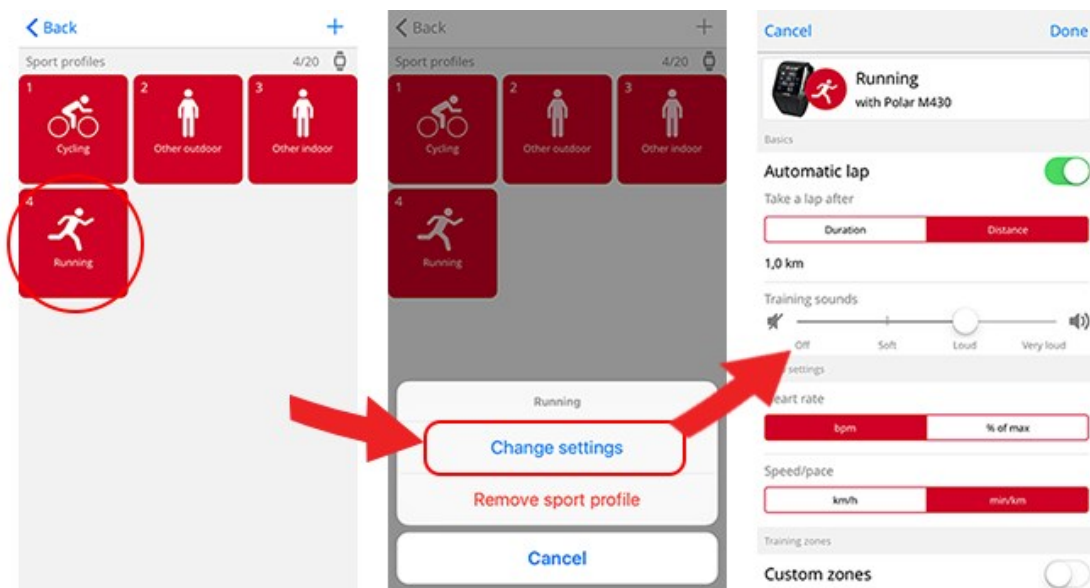 Back
+
Sport profiles 4/20
1
Cycling
2
Other outdoor
3
Other indoor
4
Running
Back
+
Sport profiles 4/20
1
Cycling
2
Other outdoor
3
Other indoor
4
Running
Running
Change settings
Remove sport profile
Cancel
Cancel Done
Running
with Polar M430
Basics
Automatic lap
Take a lap after
Duration Distance
1,0 km
Training sounds
Off Soft Loud Very loud
settings
eart rate
bpm % of max
Speed/pace
km/h min/km
Training zones
Custom zones